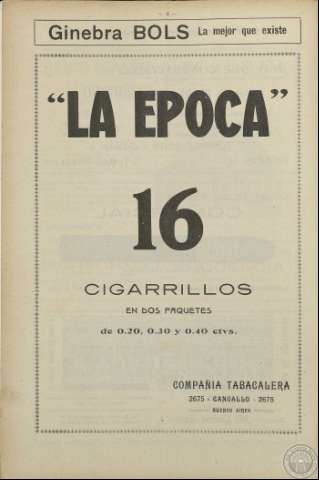 — 4 —
Ginebra BOLS La mejor que existe
"LA EPOCA"
16
CIGARRILLOS
EN DOS PAQUETES
de 0.20, 0.30 y 0.40 ctvs.
COMPAÑIA TABACALERA
2675 - CANGALLO - 2675
BUENOS AIRES